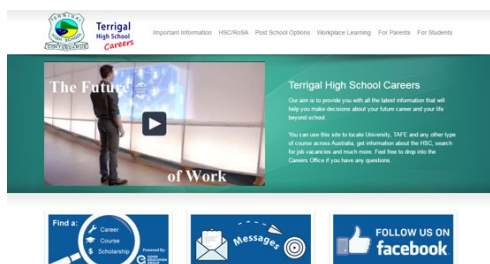 TERRIGAL
HIGH SCHOOL
Terrigal
High School
Careers
Important Information HSC/RoSA Post School Options Workplace Learning For Parents For Students
The Future
of Work
Terrigal High School Careers
Our aim is to provide you with all the latest information that will
help you make decisions about your future career and your life
beyond school.
You can use this site to locate University, TAFE and any other type
of course across Australia, get information about the HSC, search
for job vacancies and much more. Feel free to drop into the
Careers Office if you have any questions.
Find a:
Career
Course
Scholarship
Powered By:
Messages
FOLLOW US ON
facebook